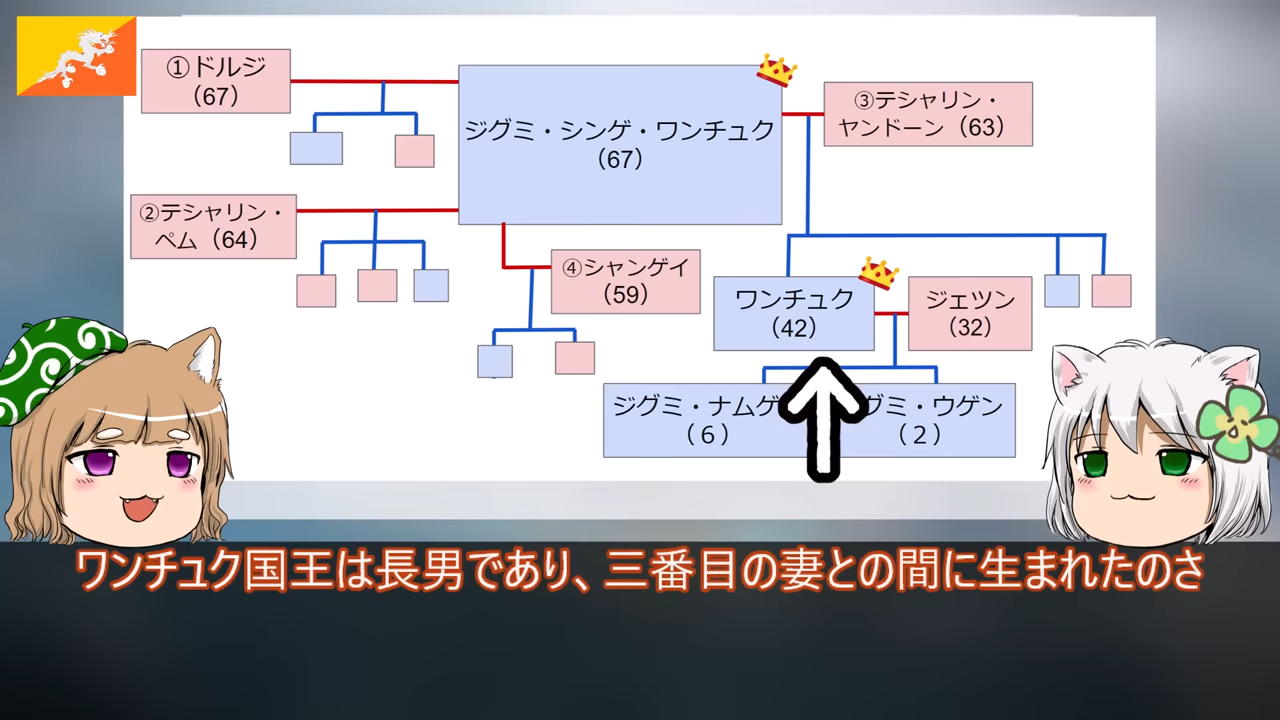 ①ドルジ
(67)
ジグミ・シンゲ・ワンチュク
(67)
③テシャリン・
ヤンドーン(63)
②テシャリン・
ペム(64)
④シャンゲイ
(59)
ワンチュク
(42)
ジェツン
(32)
ジグミ・ナムゲ
(6)
グミ・ウゲン
(2)
ワンチュク国王は長男であり、三番目の妻との間に生まれたのさ